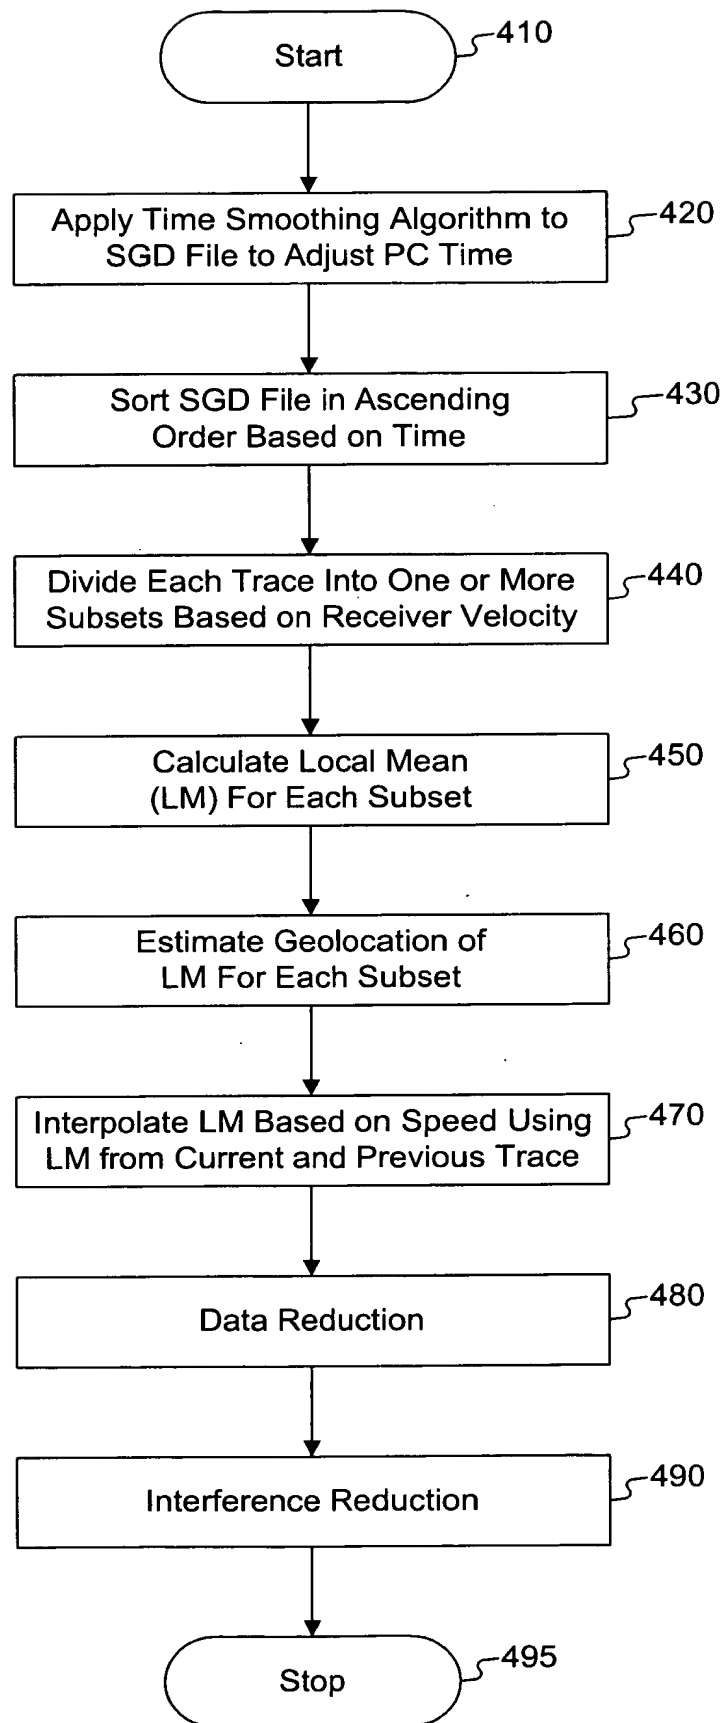 Start
410
Apply Time Smoothing Algorithm to
SGD File to Adjust PC Time
420
Sort SGD File in Ascending
Order Based on Time
430
Divide Each Trace Into One or More
Subsets Based on Receiver Velocity
440
Calculate Local Mean
(LM) For Each Subset
450
Estimate Geolocation of
LM For Each Subset
460
Interpolate LM Based on Speed Using
LM from Current and Previous Trace
470
Data Reduction
480
Interference Reduction
490
Stop
495